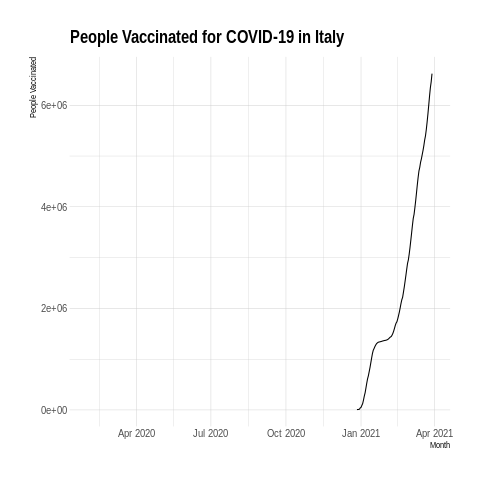 People Vaccinated for COVID-19 in Italy
People Vaccinated
6e+06
4e+06
2e+06
0e+00
Apr 2020 Jul 2020 Oct 2020 Jan 2021 Apr 2021
Month